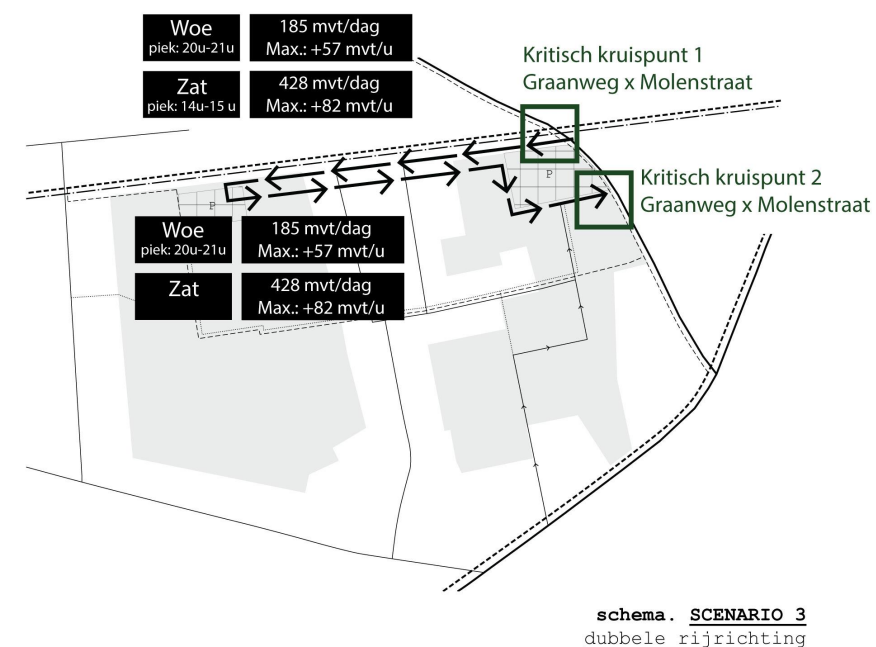 Woe
piek: 20u-21u
185 mvt/dag
Max.: +57 mvt/u
Zat
piek: 14u-15 u
428 mvt/dag
Max.: +82 mvt/u
Kritisch kruispunt 1
Graanweg x Molenstraat
P
P
Kritisch kruispunt 2
Graanweg x Molenstraat
Woe
piek: 20u-21u
185 mvt/dag
Max.: +57 mvt/u
Zat
428 mvt/dag
Max.: +82 mvt/u
schema. SCENARIO 3
dubbele rijrichting